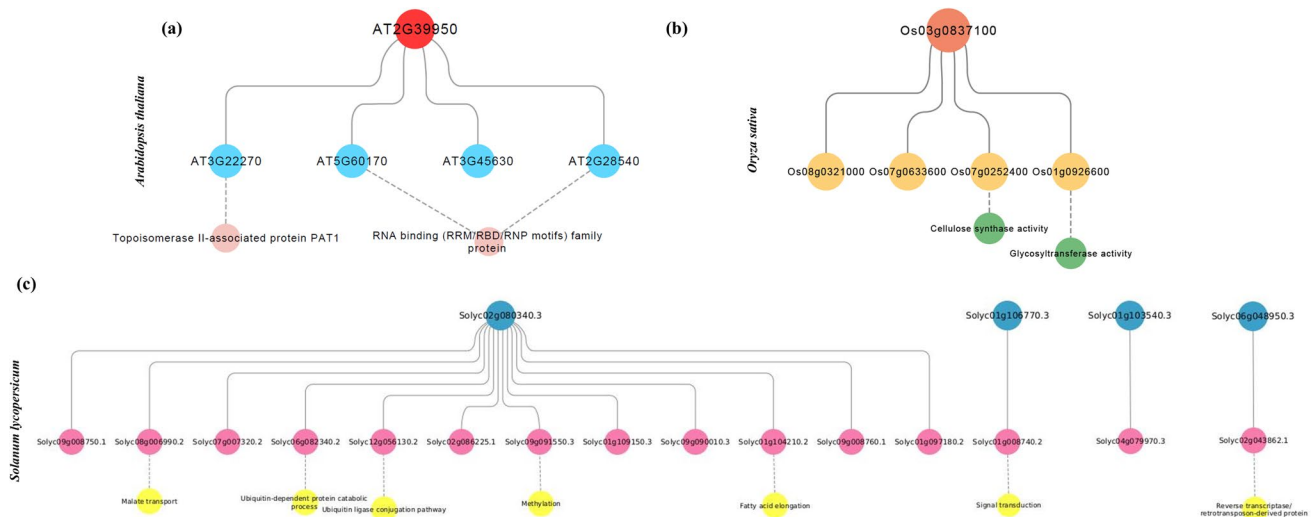 (a)
AT2G39950
Arabidopsis thaliana
AT3G22270
AT5G60170
AT3G45630
AT2G28540
Topoisomerase II-associated protein PAT1
RNA binding (RRM/RBD/RNP motifs) family
protein
(b)
Os03g0837100
Oryza sativa
Os08g0321000
Os07g0633600
Os07g0252400
Os01g0926600
Cellulose synthase activity
Glycosyltransferase activity
(c)
Solanum lycopersicum
Solyc02g080340.3
Solyc01g106770.3
Solyc01g103540.3
Solyc06g048950.3
Solyc09g008750.1
Solyc08g006990.2
Solyc07g007320.2
Solyc06g082340.2
Solyc12g056130.2
Solyc02g086225.1
Solyc09g091550.3
Solyc01g109150.3
Solyc09g090010.3
Solyc01g104210.2
Solyc09g008760.1
Solyc01g097180.2
Solyc01g008740.2
Solyc04g079970.3
Solyc02g043862.1
Malate transport
Ubiquitin-dependent protein catabolic
process
Ubiquitin ligase conjugation pathway
Methylation
Fatty acid elongation
Signal transduction
Reverse transcriptase/
retrotransposon-derived protein